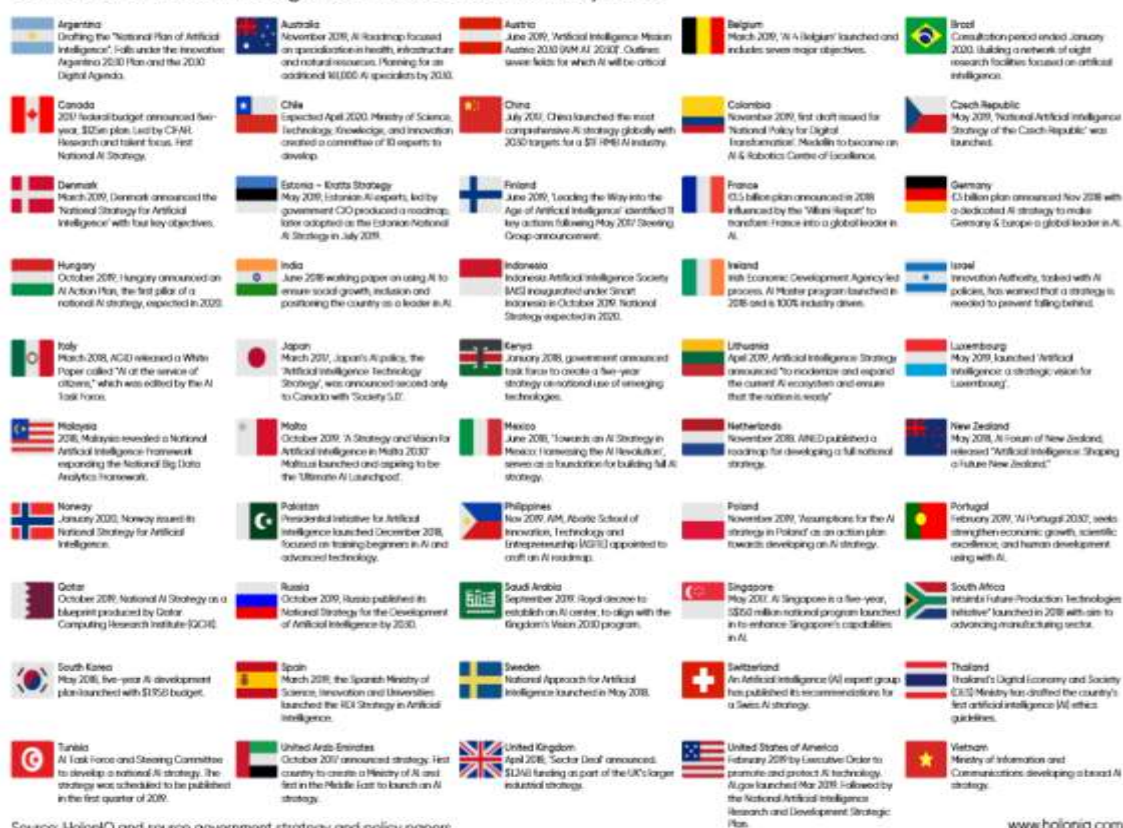 Argentina
Drafting the "National Plan of Artificial
Intelligence". Falls under the Innovative
Argentina 2030 Plan and the 2030
Digital Agenda.
Australia
November 2019, AI Roadmap focused
on specialization in health, infrastructure
and natural resources. Planning for an
additional 161,000 AI specialists by 2030.
Austria
June 2019, 'Artificial Intelligence Mission
Austria 2030 (AIM AT 2030)'. Outlines
seven fields for which AI will be critical
Belgium
March 2019, 'AI 4 Belgium' launched and
includes seven major objectives.
Brazil
Consultation period ended January
2020. Building a network of eight
research facilities focused on artificial
intelligence.
Canada
2017 federal budget announced five-
year, $125m plan. Led by CIFAR.
Research and talent focus. First
National AI Strategy.
Chile
Expected April 2020. Ministry of Science,
Technology, Knowledge, and Innovation
created a committee of 10 experts to
develop.
China
July 2017, China launched the most
comprehensive AI strategy globally with
2030 targets for a $1T RMB AI industry.
Colombia
November 2019, first draft issued for
'National Policy for Digital
Transformation'. Medellin to become an
AI & Robotics Centre of Excellence.
Czech Republic
May 2019, 'National Artificial Intelligence
Strategy of the Czech Republic' was
launched.
Denmark
March 2019, Denmark announced the
'National Strategy for Artificial
Intelligence' with four key objectives.
Estonia – Kratts Strategy
May 2019, Estonian AI experts, led by
government CIO produced a roadmap,
later adopted as the Estonian National
AI Strategy in July 2019.
Finland
June 2019, 'Leading the Way into the
Age of Artificial Intelligence' identified 11
key actions following May 2017 Steering
Group announcement.
France
€1.5 billion plan announced in 2018
influenced by the 'Villani Report' to
transform France into a global leader in
AI.
Germany
€3 billion plan announced Nov 2018 with
a dedicated AI strategy to make
Germany & Europe a global leader in AI.
Hungary
October 2019, Hungary announced an
AI Action Plan, the first pillar of a
national AI strategy, expected in 2020.
India
June 2018 working paper on using AI to
ensure social growth, inclusion and
positioning the country as a leader in AI.
Indonesia
Indonesia Artificial Intelligence Society
(IAIS) inaugurated under Smart
Indonesia in October 2019. National
Strategy expected in 2020.
Ireland
Irish Economic Development Agency led
process. AI Master program launched in
2018 and is 100% industry driven.
Israel
Innovation Authority, tasked with AI
policies, has warned that a strategy is
needed to prevent falling behind.
Italy
March 2018, AGID released a White
Paper called "AI at the service of
citizens," which was edited by the AI
Task Force.
Japan
March 2017, Japan's AI policy, the
'Artificial Intelligence Technology
Strategy', was announced second only
to Canada with 'Society 5.0'.
Kenya
January 2018, government announced
task force to create a five-year
strategy on national use of emerging
technologies.
Lithuania
April 2019, Artificial Intelligence Strategy
announced "to modernize and expand
the current AI ecosystem and ensure
that the nation is ready"
Luxembourg
May 2019, launched 'Artificial
Intelligence: a strategic vision for
Luxembourg'.
Malaysia
2018, Malaysia revealed a National
Artificial Intelligence Framework
expanding the National Big Data
Analytics Framework.
Malta
October 2019, 'A Strategy and Vision for
Artificial Intelligence in Malta 2030'
Malta.ai launched and aspiring to be
the 'Ultimate AI Launchpad'.
Mexico
June 2018, 'Towards an AI Strategy in
Mexico: Harnessing the AI Revolution',
serves as a foundation for building full AI
strategy.
Netherlands
November 2018, AINED published a
roadmap for developing a full national
strategy.
New Zealand
May 2018, AI Forum of New Zealand,
released "Artificial Intelligence: Shaping
a Future New Zealand."
Norway
January 2020, Norway issued its
National Strategy for Artificial
Intelligence.
Pakistan
Presidential Initiative for Artificial
Intelligence launched December 2018,
focused on training beginners in AI and
advanced technology.
Philippines
Nov 2019, AIM, Aboitiz School of
Innovation, Technology and
Entrepreneurship (ASITE) appointed to
craft an AI roadmap.
Poland
November 2019, 'Assumptions for the AI
strategy in Poland' as an action plan
towards developing an AI strategy.
Portugal
February 2019, 'AI Portugal 2030', seeks
strengthen economic growth, scientific
excellence, and human development
using with AI.
Qatar
October 2019, National AI Strategy as a
blueprint produced by Qatar
Computing Research Institute (QCRI).
Russia
October 2019, Russia published its
National Strategy for the Development
of Artificial Intelligence by 2030.
Saudi Arabia
September 2019. Royal decree to
establish an AI center, to align with the
Kingdom's Vision 2030 program.
Singapore
May 2017. AI Singapore is a five-year,
S$150 million national program launched
in to enhance Singapore's capabilities
in AI.
South Africa
Intsimbi Future Production Technologies
Initiative" launched in 2018 with aim to
advancing manufacturing sector.
South Korea
May 2018, five-year AI development
plan launched with $1.95B budget.
Spain
March 2019, the Spanish Ministry of
Science, Innovation and Universities
launched the RDI Strategy in Artificial
Intelligence.
Sweden
National Approach for Artificial
Intelligence launched in May 2018.
Switzerland
An Artificial Intelligence (AI) expert group
has published its recommendations for
a Swiss AI strategy.
Thailand
Thailand's Digital Economy and Society
(DES) Ministry has drafted the country's
first artificial intelligence (AI) ethics
guidelines.
Tunisia
AI Task Force and Steering Committee
to develop a national AI strategy. The
strategy was scheduled to be published
in the first quarter of 2019.
United Arab Emirates
October 2017 announced strategy. First
country to create a Ministry of AI and
first in the Middle East to launch an AI
strategy.
United Kingdom
April 2018, 'Sector Deal' announced.
$1.24B funding as part of the UK's larger
industrial strategy.
United States of America
February 2019 by Executive Order to
promote and protect AI technology.
AI.gov launched Mar 2019. Followed by
the National Artificial Intelligence
Research and Development Strategic
Plan.
Vietnam
Ministry of Information and
Communications developing a broad AI
strategy.
Source: HolonIQ and source government strategy and policy papers
www.holoniq.com